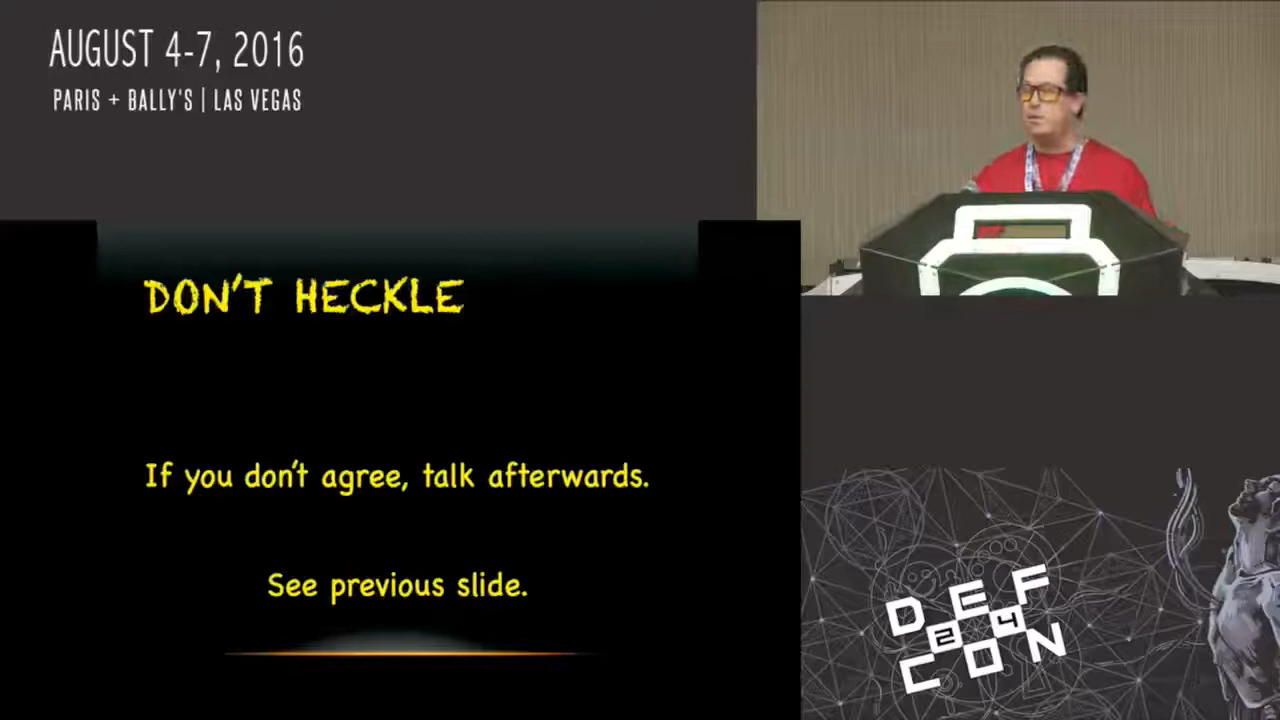 AUGUST 4-7, 2016
PARIS + BALLY'S | LAS VEGAS
DON'T HECKLE
If you don't agree, talk afterwards.
See previous slide.
DEF
24
CON